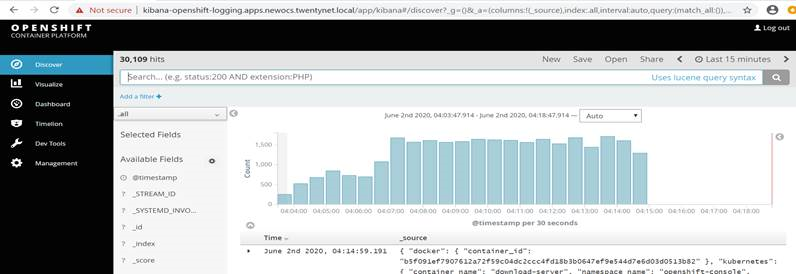 Not secure | kibana-openshift-logging.apps.newocs.twentynet.local/app/kibana#/discover?_g=()&_a=(columns:!(_source),index:.all,interval:auto,query:(match_all:()),...
OPENSHIFT
CONTAINER PLATFORM
Log out
Discover
Visualize
Dashboard
Timelion
Dev Tools
Management
30,109 hits
New Save Open Share Last 15 minutes
Search... (e.g. status:200 AND extension:PHP)
Uses lucene query syntax
Add a filter +
.all
Selected Fields
Available Fields
@timestamp
? _STREAM_ID
? _SYSTEMD_INVO...
? _id
? _index
? _score
June 2nd 2020, 04:03:47.914 - June 2nd 2020, 04:18:47.914 — Auto
Count
1,500
1,000
500
0
04:04:00 04:05:00 04:06:00 04:07:00 04:08:00 04:09:00 04:10:00 04:11:00 04:12:00 04:13:00 04:14:00 04:15:00 04:16:00 04:17:00 04:18:00
@timestamp per 30 seconds
Time _source
June 2nd 2020, 04:14:59.191 { "docker": { "container_id":
"b5f091ef7907612a72f59c04dc2ccc4fd18b3b0647ef9e544d7e6d03d0513b82" }, "kubernetes":
{ "container_name": "download-server", "namespace_name": "openshift-console",